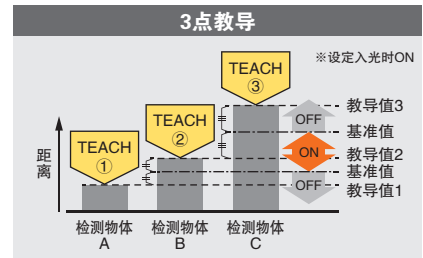 3点教导
※设定入光时ON
TEACH
③
TEACH
②
TEACH
①
距离
OFF
ON
OFF
教导值3
基准值
教导值2
基准值
教导值1
检测物体
A
检测物体
B
检测物体
C